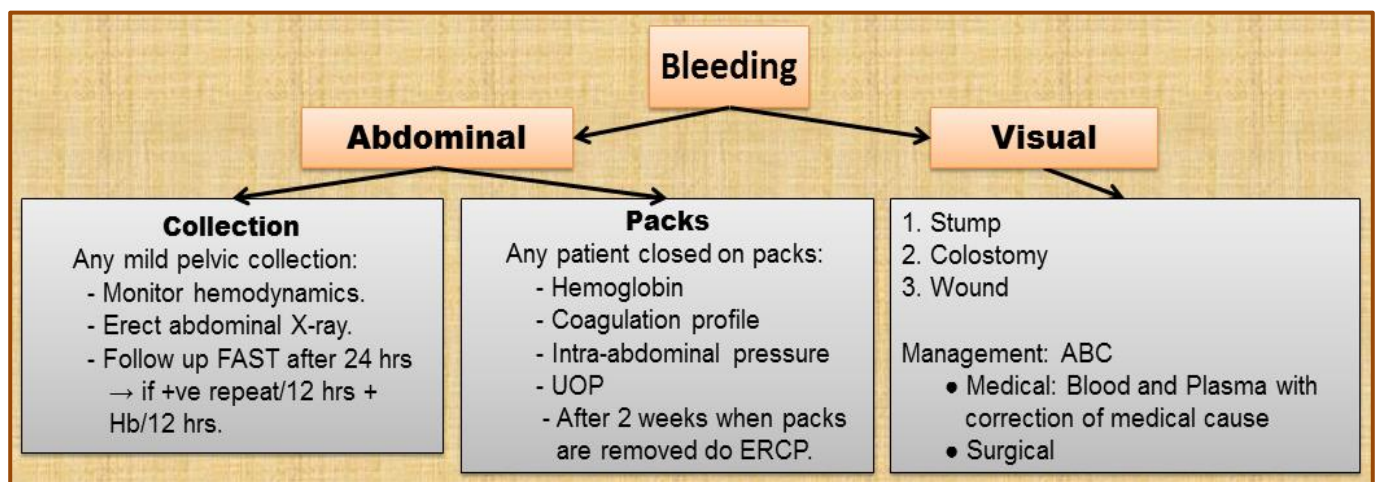 Bleeding
Abdominal
Visual
Collection
Any mild pelvic collection:
- Monitor hemodynamics.
- Erect abdominal X-ray.
- Follow up FAST after 24 hrs
→ if +ve repeat/12 hrs +
Hb/12 hrs.
Packs
Any patient closed on packs:
- Hemoglobin
- Coagulation profile
- Intra-abdominal pressure
- UOP
- After 2 weeks when packs
are removed do ERCP.
1. Stump
2. Colostomy
3. Wound
Management: ABC
● Medical: Blood and Plasma with
correction of medical cause
● Surgical